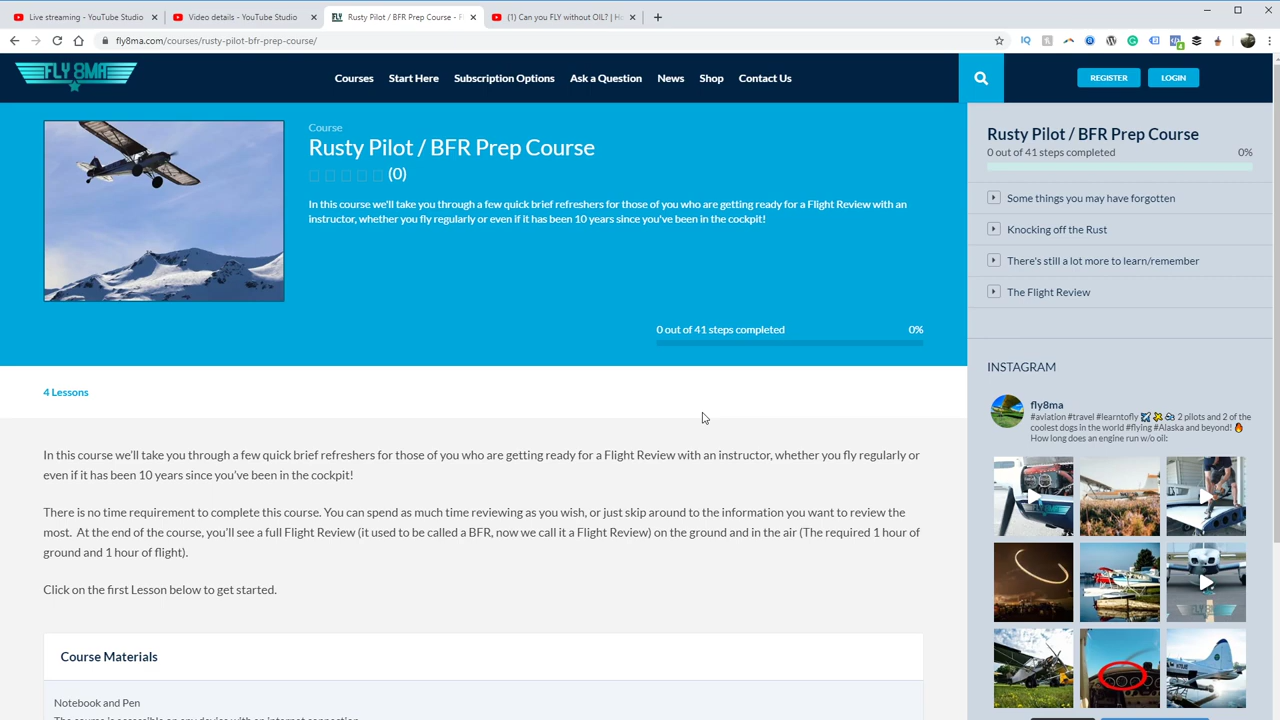 Live streaming - YouTube Studio
Video details - YouTube Studio
Rusty Pilot / BFR Prep Course - F
(1) Can you FLY without OIL? | H
fly8ma.com/courses/rusty-pilot-bfr-prep-course/
IQ
4
FLY 8MA
Courses
Start Here
Subscription Options
Ask a Question
News
Shop
Contact Us
REGISTER
LOGIN
Course
Rusty Pilot / BFR Prep Course
(0)
In this course we'll take you through a few quick brief refreshers for those of you who are getting ready for a Flight Review with an
instructor, whether you fly regularly or even if it has been 10 years since you've been in the cockpit!
0 out of 41 steps completed 0%
4 Lessons
In this course we'll take you through a few quick brief refreshers for those of you who are getting ready for a Flight Review with an instructor, whether you fly regularly or
even if it has been 10 years since you've been in the cockpit!
There is no time requirement to complete this course. You can spend as much time reviewing as you wish, or just skip around to the information you want to review the
most. At the end of the course, you'll see a full Flight Review (it used to be called a BFR, now we call it a Flight Review) on the ground and in the air (The required 1 hour of
ground and 1 hour of flight).
Click on the first Lesson below to get started.
Course Materials
Notebook and Pen
The course is accessible on any device with an internet connection
Rusty Pilot / BFR Prep Course
0 out of 41 steps completed 0%
Some things you may have forgotten
Knocking off the Rust
There's still a lot more to learn/remember
The Flight Review
INSTAGRAM
fly8ma
#aviation #travel #learntofly 2 pilots and 2 of the
coolest dogs in the world #flying #Alaska and beyond!
How long does an engine run w/o oil:
FLY 8MA